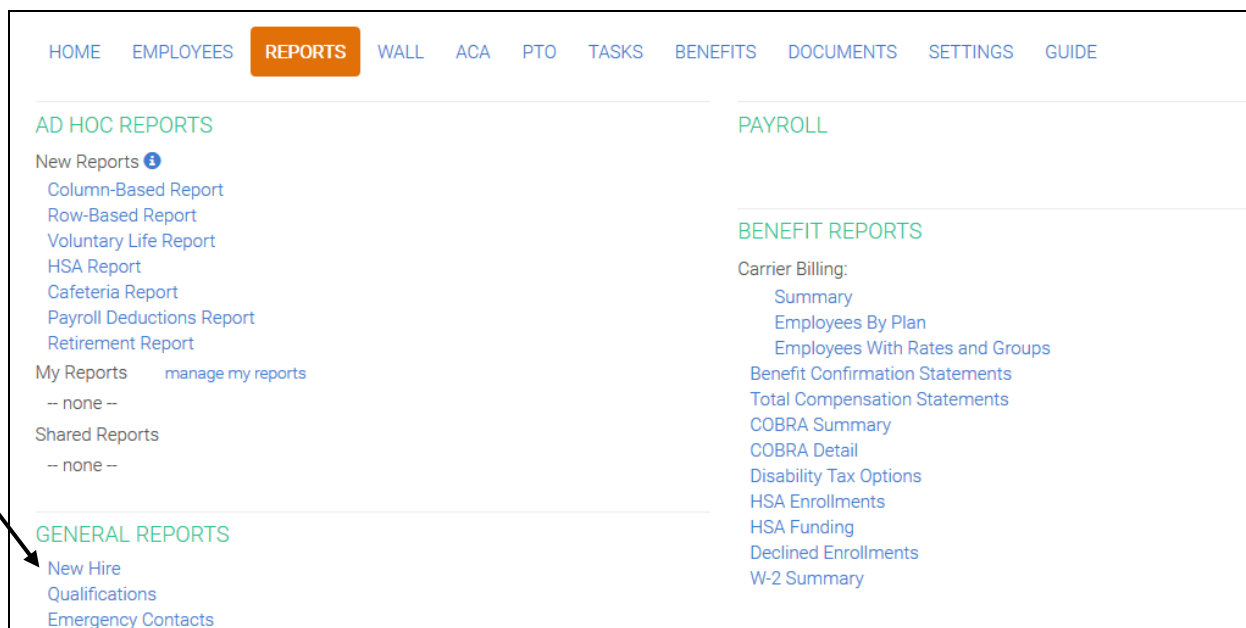 HOME EMPLOYEES REPORTS WALL ACA PTO TASKS BENEFITS DOCUMENTS SETTINGS GUIDE
AD HOC REPORTS
New Reports
Column-Based Report
Row-Based Report
Voluntary Life Report
HSA Report
Cafeteria Report
Payroll Deductions Report
Retirement Report
My Reports manage my reports
-- none --
Shared Reports
-- none --
GENERAL REPORTS
New Hire
Qualifications
Emergency Contacts
PAYROLL
BENEFIT REPORTS
Carrier Billing:
Summary
Employees By Plan
Employees With Rates and Groups
Benefit Confirmation Statements
Total Compensation Statements
COBRA Summary
COBRA Detail
Disability Tax Options
HSA Enrollments
HSA Funding
Declined Enrollments
W-2 Summary